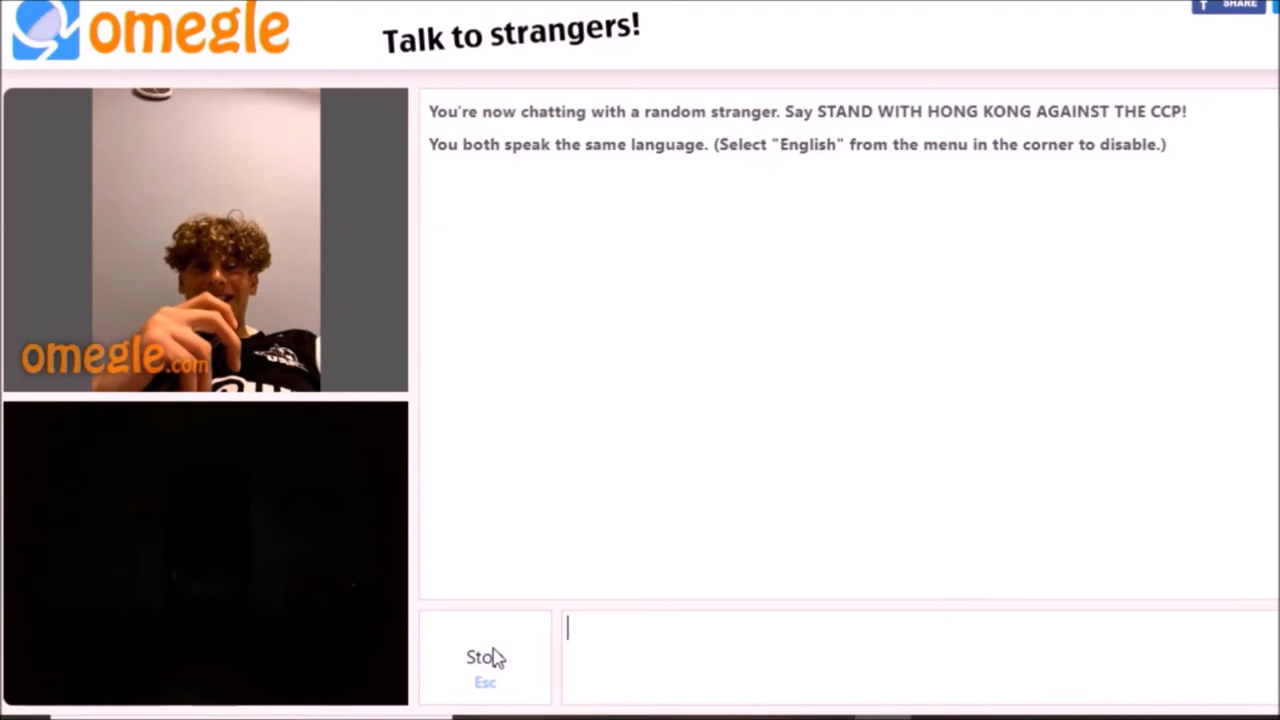 omegle
Talk to strangers!
f SHARE
You're now chatting with a random stranger. Say STAND WITH HONG KONG AGAINST THE CCP!
You both speak the same language. (Select "English" from the menu in the corner to disable.)
omegle.com
Sto
Esc